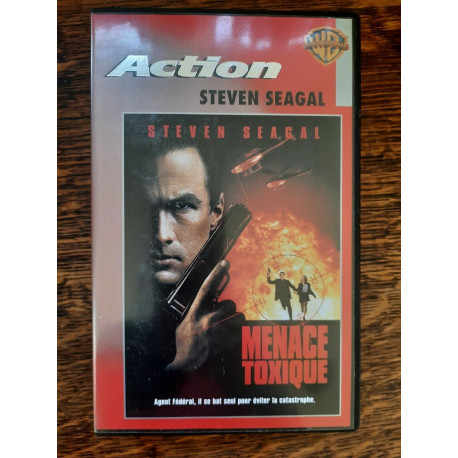 Action
STEVEN SEAGAL
STEVEN SEAGAL
MENACE
TOXIQUE
Agent Fédéral, il se bat seul pour éviter la catastrophe.